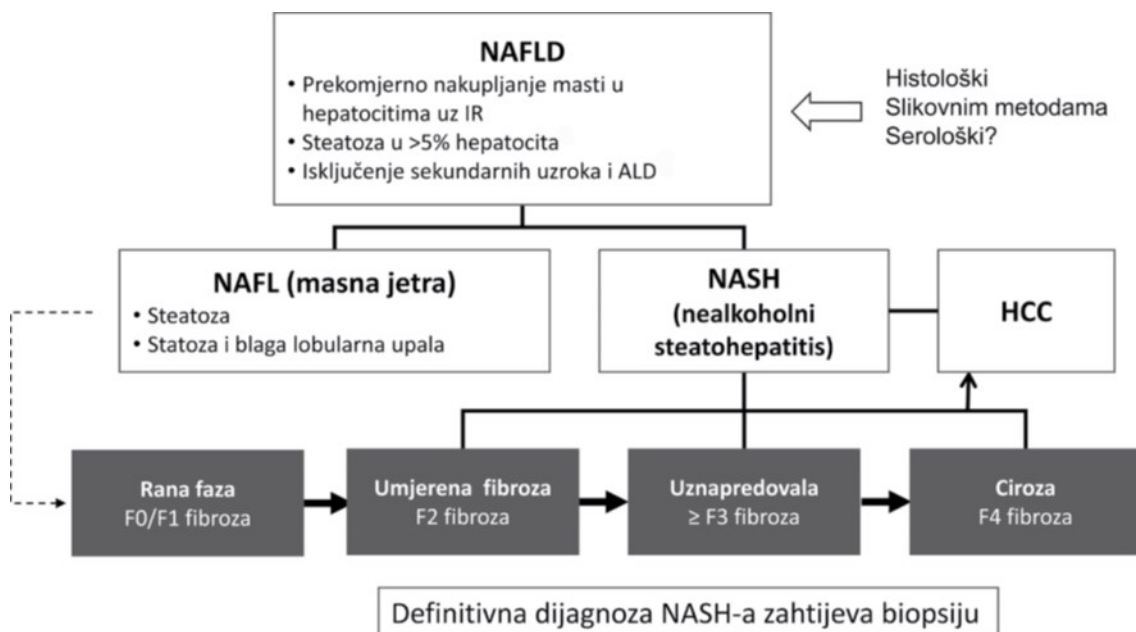 NAFLD
• Prekomjerno nakupljanje masti u
hepatocitima uz IR
• Steatoza u >5% hepatocita
• Isključenje sekundarnih uzroka i ALD
Histološki
Slikovnim metodama
Serološki?
NAFL (masna jetra)
• Steatoza
• Statoza i blaga lobularna upala
NASH
(nealkoholni
steatohepatitis)
HCC
Rana faza
F0/F1 fibroza
Umjerena fibroza
F2 fibroza
Uznapredovala
≥ F3 fibroza
Ciroza
F4 fibroza
Definitivna dijagnoza NASH-a zahtijeva biopsiju